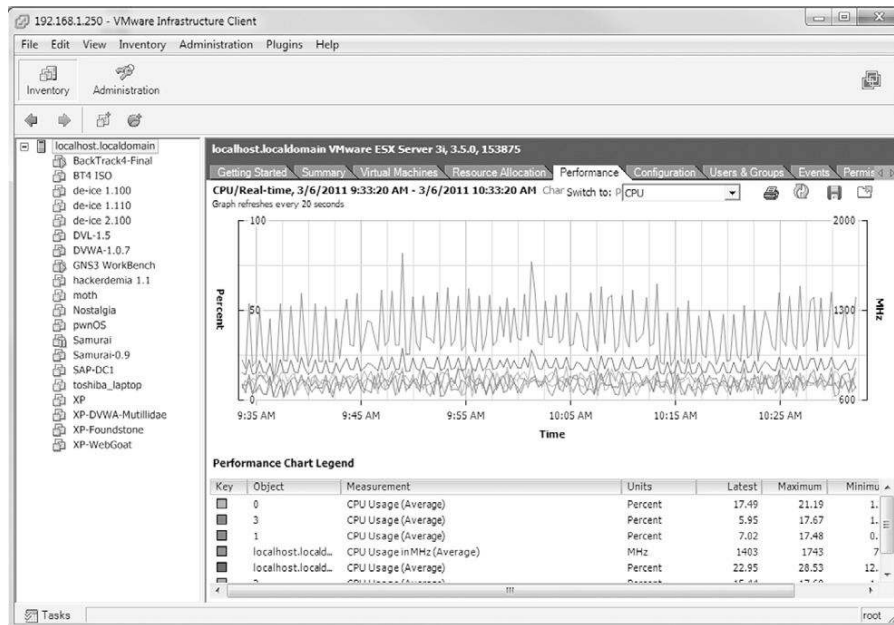 192.168.1.250 - VMware Infrastructure Client
File Edit View Inventory Administration Plugins Help
Inventory Administration
localhost.localdomain
BackTrack4-Final
BT4 ISO
de-ice 1.100
de-ice 1.110
de-ice 2.100
DVL-1.5
DVWA-1.0.7
GNS3 WorkBench
hackerdemia 1.1
moth
Nostalgia
pwnOS
Samurai
Samurai-0.9
SAP-DC1
toshiba_laptop
XP
XP-DVWA-Mutillidae
XP-Foundstone
XP-WebGoat
localhost.localdomain VMware ESX Server 3i, 3.5.0, 153875
Getting Started Summary Virtual Machines Resource Allocation Performance Configuration Users & Groups Events Permis
CPU/Real-time, 3/6/2011 9:33:20 AM - 3/6/2011 10:33:20 AM Char Switch to: CPU
Graph refreshes every 20 seconds
100 2000
Percent 50 1300 MHz
0 600
9:35 AM 9:45 AM 9:55 AM 10:05 AM 10:15 AM 10:25 AM
Time
Performance Chart Legend
Key Object Measurement Units Latest Maximum Minimu
0 CPU Usage (Average) Percent 17.49 21.19 1.
3 CPU Usage (Average) Percent 5.95 17.67 1.
1 CPU Usage (Average) Percent 7.02 17.48 0.
localhost.locald... CPU Usage in MHz (Average) MHz 1403 1743 7
localhost.locald... CPU Usage (Average) Percent 22.95 28.53 12.
Tasks root